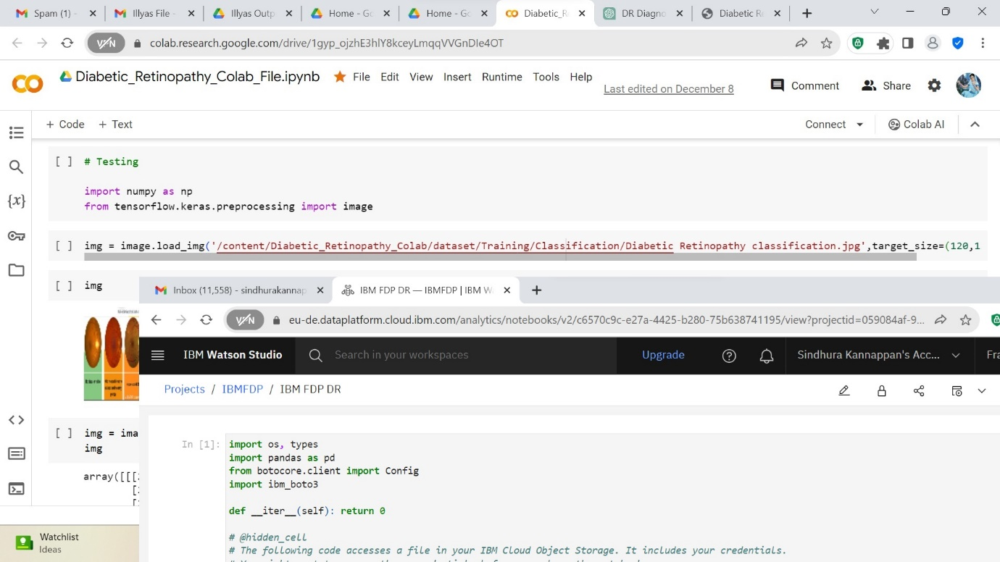 Spam (1) -
Illyas File -
Illyas Outp
Home - Go
Home - Go
Diabetic_R
DR Diagno
Diabetic Re
VPN
colab.research.google.com/drive/1gyp_ojzhE3hlY8kceyLmqqVVGnDIe4OT
Diabetic_Retinopathy_Colab_File.ipynb
File Edit View Insert Runtime Tools Help
Last edited on December 8
Comment
Share
+ Code + Text
Connect
Colab AI
[ ] # Testing
import numpy as np
from tensorflow.keras.preprocessing import image
[ ] img = image.load_img('/content/Diabetic_Retinopathy_Colab/dataset/Training/Classification/Diabetic Retinopathy classification.jpg',target_size=(120,1
[ ] img
Inbox (11,558) - sindhurakannap
IBM FDP DR — IBMFDP | IBM W
VPN
eu-de.dataplatform.cloud.ibm.com/analytics/notebooks/v2/c6570c9c-e27a-4425-b280-75b638741195/view?projectid=059084af-9...
IBM Watson Studio
Search in your workspaces
Upgrade
Sindhura Kannappan's Acc...
Fra
Projects / IBMFDP / IBM FDP DR
[ ] img = ima
img
array([[[
In [1]:
import os, types
import pandas as pd
from botocore.client import Config
import ibm_boto3
def __iter__(self): return 0
# @hidden_cell
# The following code accesses a file in your IBM Cloud Object Storage. It includes your credentials.
Watchlist
Ideas